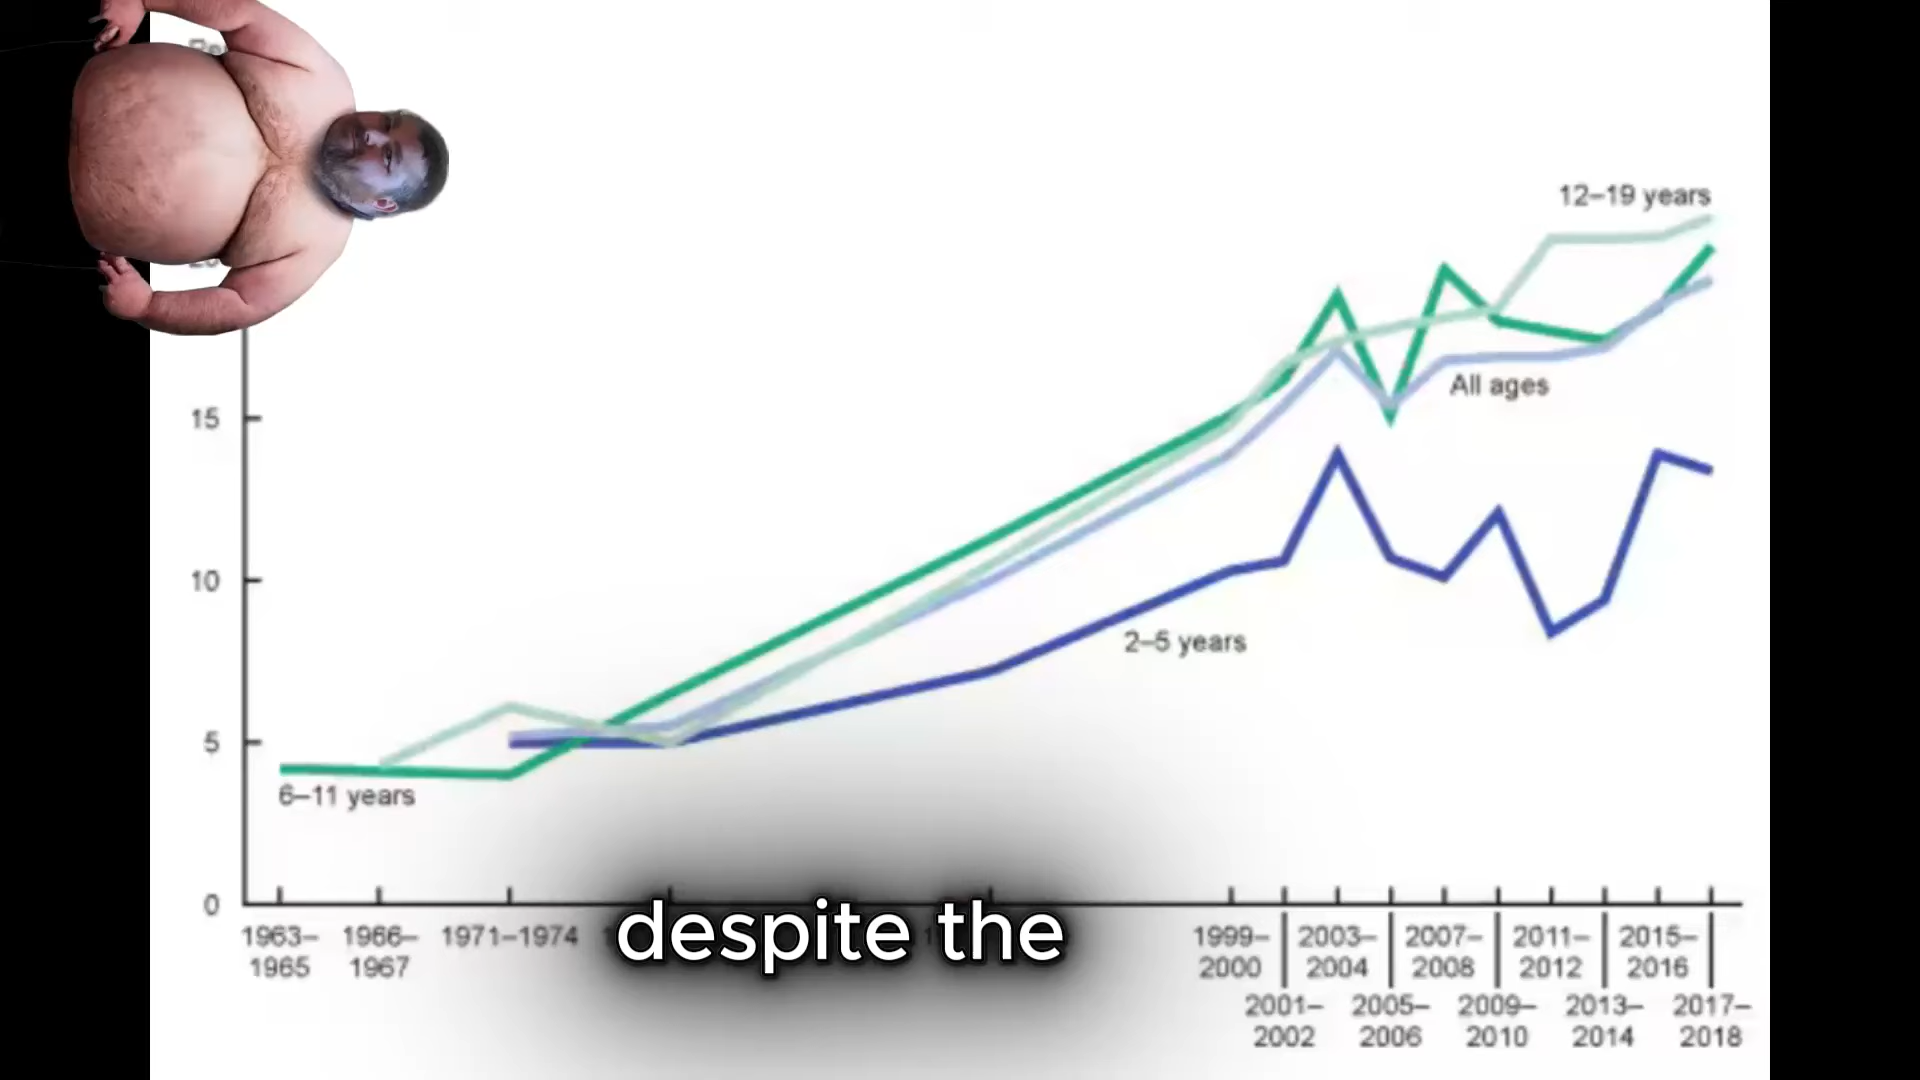 12–19 years
All ages
15
10
2–5 years
5
6–11 years
0
despite the
1963– 1966– 1971–1974 1999– 2003– 2007– 2011– 2015–
1965 1967 2000 2004 2008 2012 2016
2001– 2005– 2009– 2013– 2017–
2002 2006 2010 2014 2018